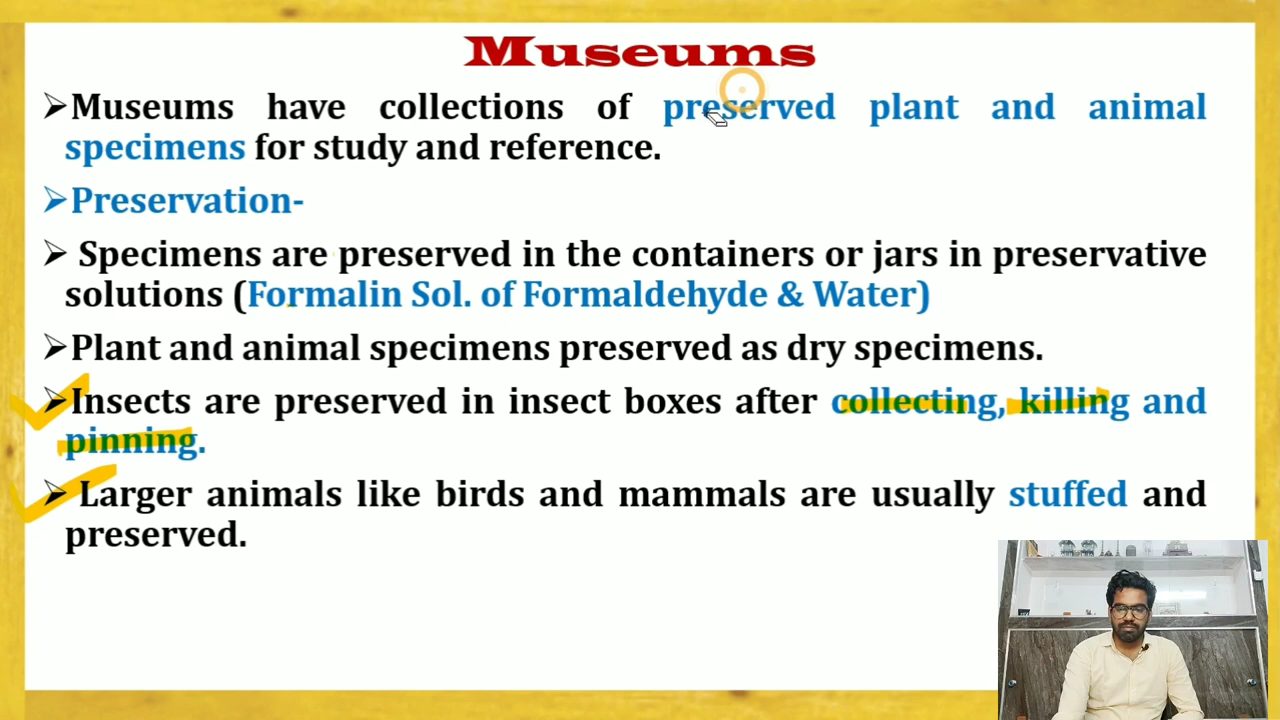 Museums
➢Museums have collections of preserved plant and animal
specimens for study and reference.
➢Preservation-
➢ Specimens are preserved in the containers or jars in preservative
solutions (Formalin Sol. of Formaldehyde & Water)
➢Plant and animal specimens preserved as dry specimens.
➢Insects are preserved in insect boxes after collecting, killing and
pinning.
➢ Larger animals like birds and mammals are usually stuffed and
preserved.